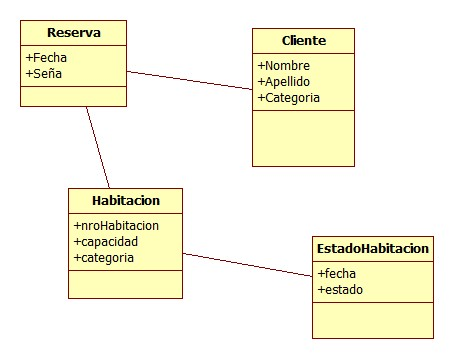 Reserva
+Fecha
+Seña
Cliente
+Nombre
+Apellido
+Categoria
Habitacion
+nroHabitacion
+capacidad
+categoria
EstadoHabitacion
+fecha
+estado